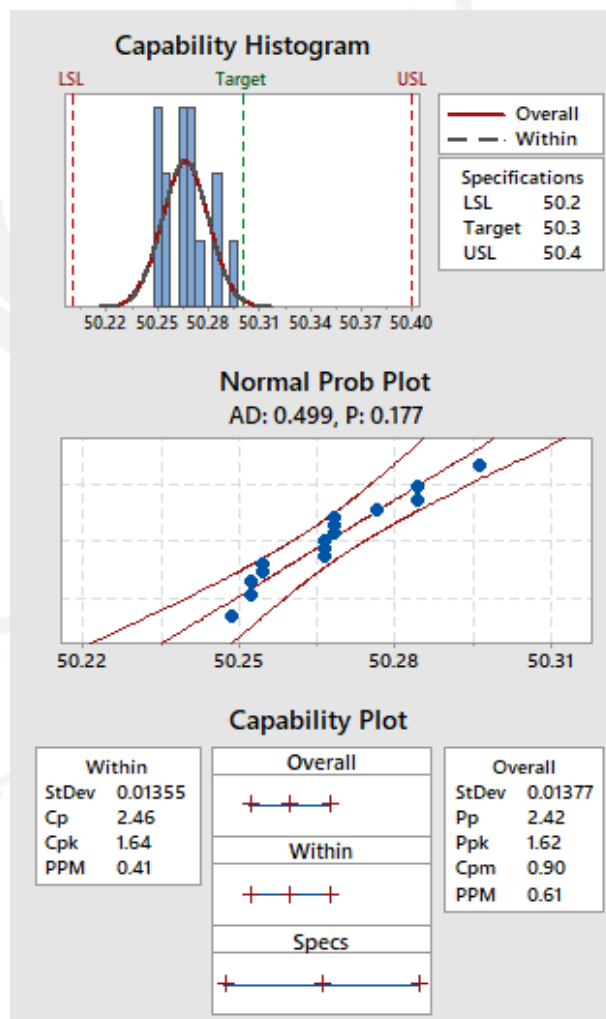 Capability Histogram
LSL Target USL
Overall
Within
Specifications
LSL 50.2
Target 50.3
USL 50.4
50.22 50.25 50.28 50.31 50.34 50.37 50.40
Normal Prob Plot
AD: 0.499, P: 0.177
50.22 50.25 50.28 50.31
Capability Plot
Within
StDev 0.01355
Cp 2.46
Cpk 1.64
PPM 0.41
Overall
Within
Specs
Overall
StDev 0.01377
Pp 2.42
Ppk 1.62
Cpm 0.90
PPM 0.61